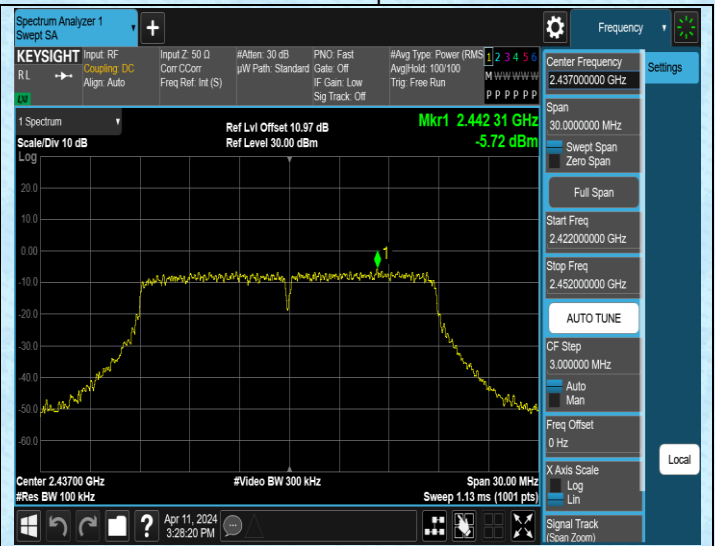 Spectrum Analyzer 1
Swept SA
Frequency
KEYSIGHT
RL
Input: RF
Coupling: DC
Align: Auto
Input Z: 50 Ω
Corr CCorr
Freq Ref: Int (S)
#Atten: 30 dB
µW Path: Standard
PNO: Fast
Gate: Off
IF Gain: Low
Sig Track: Off
#Avg Type: Power (RMS
Avg|Hold: 100/100
Trig: Free Run
1 2 3 4 5 6
M W W W W W
P P P P P P
LXI
1 Spectrum
Scale/Div 10 dB
Log
Ref Lvl Offset 10.97 dB
Ref Level 30.00 dBm
Mkr1 2.442 31 GHz
-5.72 dBm
20.0
10.0
0.00
-10.0
-20.0
-30.0
-40.0
-50.0
-60.0
1
Center 2.43700 GHz
#Res BW 100 kHz
#Video BW 300 kHz
Span 30.00 MHz
Sweep 1.13 ms (1001 pts)
?
Apr 11, 2024
3:28:20 PM
Center Frequency
2.437000000 GHz
Settings
Span
30.0000000 MHz
Swept Span
Zero Span
Full Span
Start Freq
2.422000000 GHz
Stop Freq
2.452000000 GHz
AUTO TUNE
CF Step
3.000000 MHz
Auto
Man
Freq Offset
0 Hz
Local
X Axis Scale
Log
Lin
Signal Track
(Span Zoom)